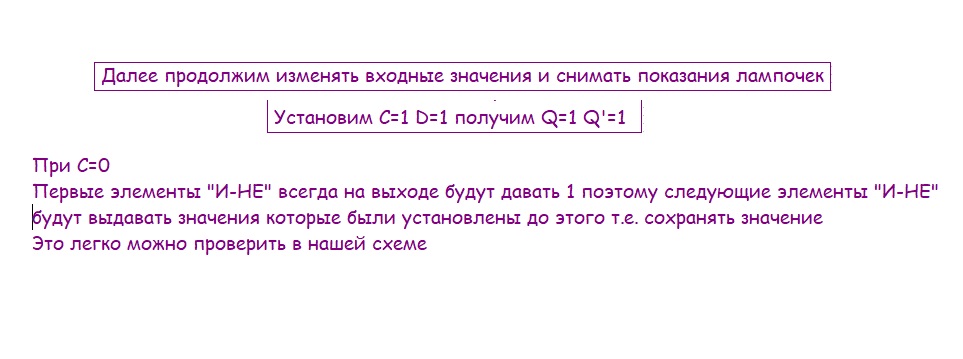 Далее продолжим изменять входные значения и снимать показания лампочек
Установим C=1 D=1 получим Q=1 Q'=1
При C=0
Первые элементы "И-НЕ" всегда на выходе будут давать 1 поэтому следующие элементы "И-НЕ"
будут выдавать значения которые были установлены до этого т.е. сохранять значение
Это легко можно проверить в нашей схеме